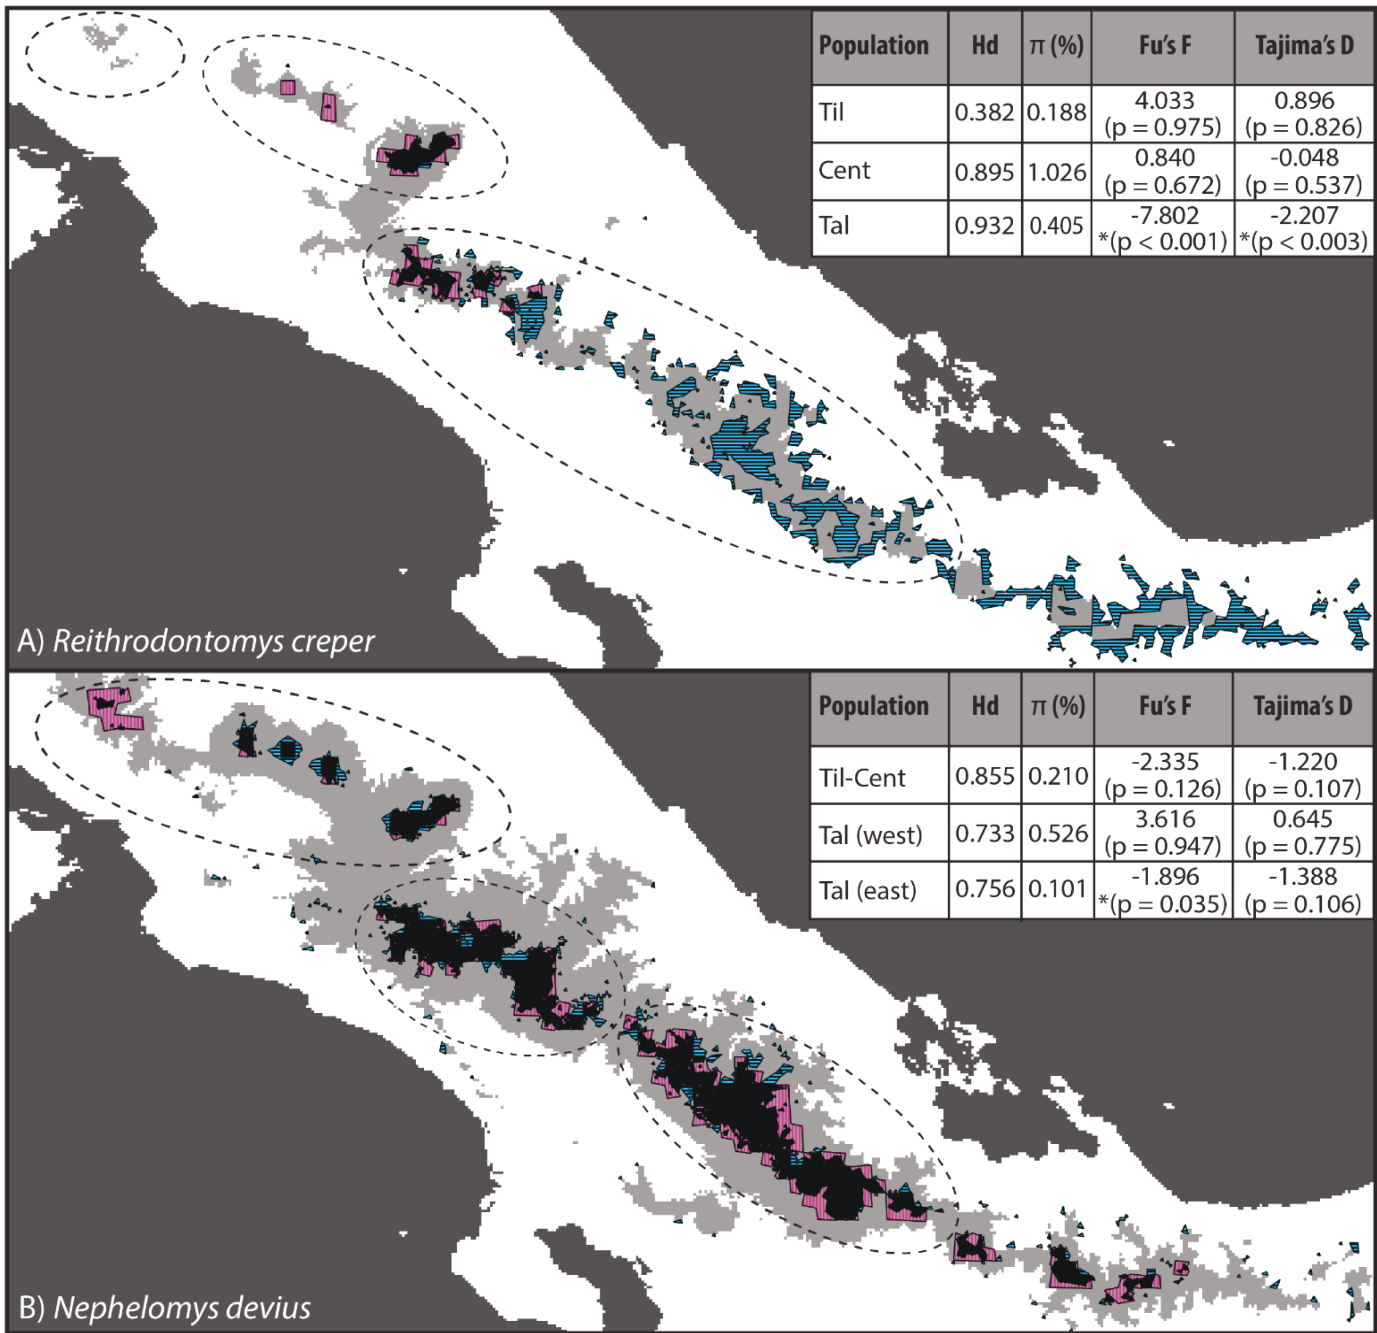 Population Hd π (%) Fu's F Tajima's D
Til 0.382 0.188 4.033 (p = 0.975) 0.896 (p = 0.826)
Cent 0.895 1.026 0.840 (p = 0.672) -0.048 (p = 0.537)
Tal 0.932 0.405 -7.802 *(p < 0.001) -2.207 *(p < 0.003)
A) Reithrodontomys creper
Population Hd π (%) Fu's F Tajima's D
Til-Cent 0.855 0.210 -2.335 (p = 0.126) -1.220 (p = 0.107)
Tal (west) 0.733 0.526 3.616 (p = 0.947) 0.645 (p = 0.775)
Tal (east) 0.756 0.101 -1.896 *(p = 0.035) -1.388 (p = 0.106)
B) Nephelomys devius